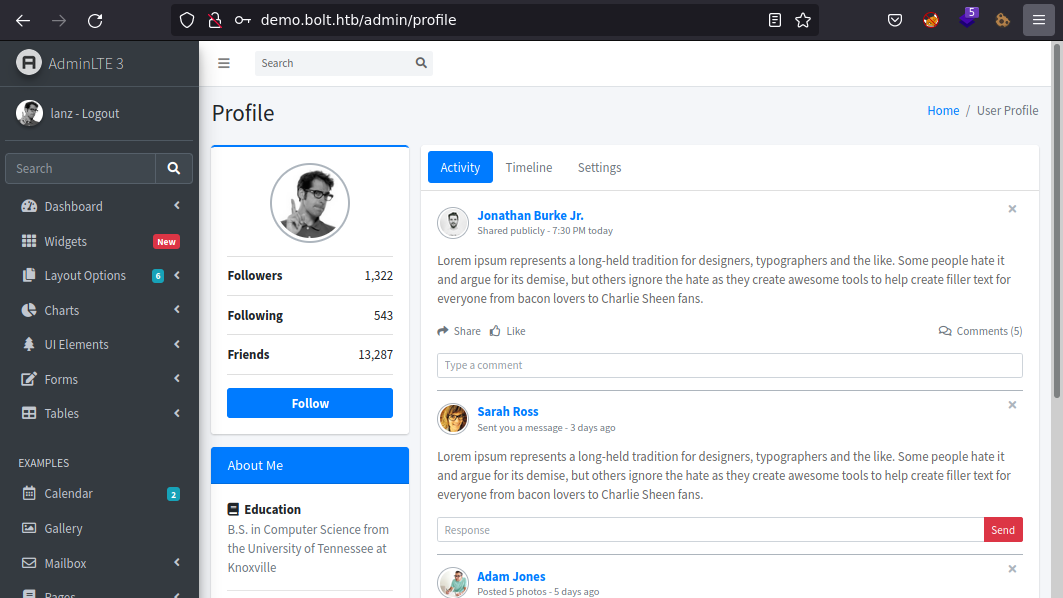 demo.bolt.htb/admin/profile
5
AdminLTE 3
Search
lanz - Logout
Profile
Home / User Profile
Search
Dashboard
Widgets New
Layout Options 6
Charts
UI Elements
Forms
Tables
EXAMPLES
Calendar 2
Gallery
Mailbox
Pages
Followers 1,322
Following 543
Friends 13,287
Follow
About Me
Education
B.S. in Computer Science from
the University of Tennessee at
Knoxville
Activity Timeline Settings
Jonathan Burke Jr.
Shared publicly - 7:30 PM today
Lorem ipsum represents a long-held tradition for designers, typographers and the like. Some people hate it
and argue for its demise, but others ignore the hate as they create awesome tools to help create filler text for
everyone from bacon lovers to Charlie Sheen fans.
Share Like Comments (5)
Type a comment
Sarah Ross
Sent you a message - 3 days ago
Lorem ipsum represents a long-held tradition for designers, typographers and the like. Some people hate it
and argue for its demise, but others ignore the hate as they create awesome tools to help create filler text for
everyone from bacon lovers to Charlie Sheen fans.
Response Send
Adam Jones
Posted 5 photos - 5 days ago